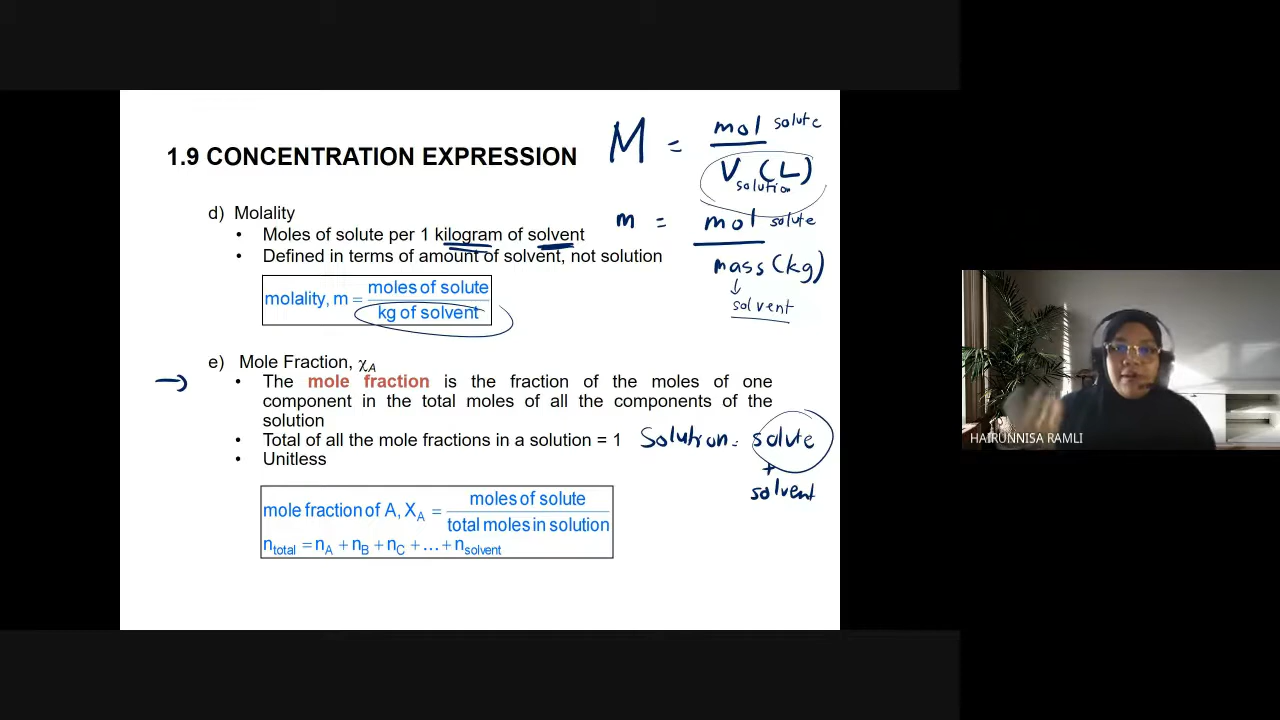 1.9 CONCENTRATION EXPRESSION
M = mol solute
V solution (L)
d) Molality
• Moles of solute per 1 kilogram of solvent
• Defined in terms of amount of solvent, not solution
m = mol solute
mass (kg)
↓
solvent
molality, m = moles of solute
kg of solvent
e) Mole Fraction, χA
→ • The mole fraction is the fraction of the moles of one
component in the total moles of all the components of the
solution
• Total of all the mole fractions in a solution = 1
• Unitless
Solution = solute
+
solvent
mole fraction of A, XA = moles of solute
total moles in solution
ntotal = nA + nB + nC + … + nsolvent
HAIRUNNISA RAMLI